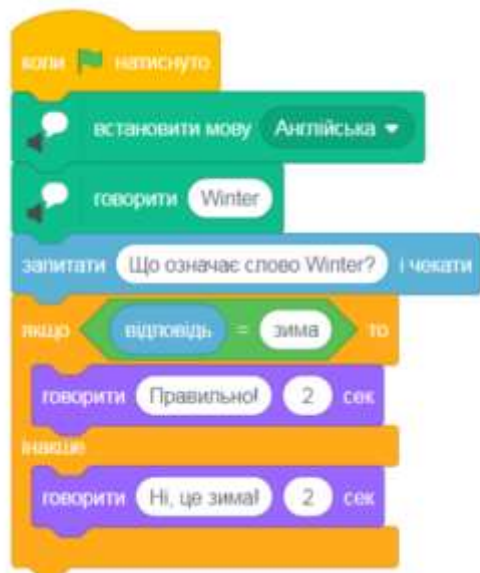 коли натиснуто
встановити мову Англійська
говорити Winter
запитати Що означає слово Winter? і чекати
якщо відповідь = зима то
говорити Правильно! 2 сек
інакше
говорити Ні, це зима! 2 сек